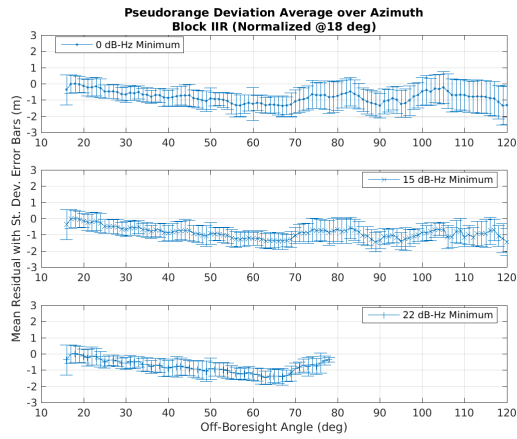 Pseudorange Deviation Average over Azimuth
Block IIR (Normalized @18 deg)
Mean Residual with St. Dev. Error Bars (m)
3
2
1
0
-1
-2
-3
0 dB-Hz Minimum
10 20 30 40 50 60 70 80 90 100 110 120
3
2
1
0
-1
-2
-3
15 dB-Hz Minimum
10 20 30 40 50 60 70 80 90 100 110 120
3
2
1
0
-1
-2
-3
22 dB-Hz Minimum
10 20 30 40 50 60 70 80 90 100 110 120
Off-Boresight Angle (deg)